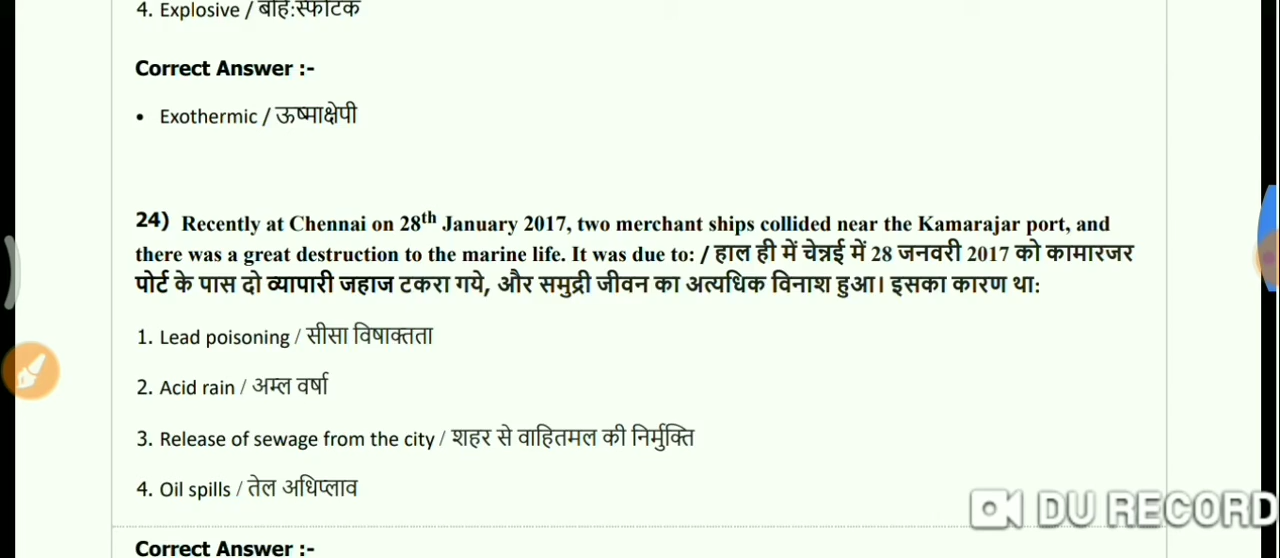 4. Explosive / बहि:स्फोटक
Correct Answer :-
• Exothermic / ऊष्माक्षेपी
24) Recently at Chennai on 28th January 2017, two merchant ships collided near the Kamarajar port, and
there was a great destruction to the marine life. It was due to: / हाल ही में चेन्नई में 28 जनवरी 2017 को कामारजर
पोर्ट के पास दो व्यापारी जहाज टकरा गये, और समुद्री जीवन का अत्यधिक विनाश हुआ। इसका कारण था:
1. Lead poisoning / सीसा विषाक्तता
2. Acid rain / अम्ल वर्षा
3. Release of sewage from the city / शहर से वाहितमल की निर्मुक्ति
4. Oil spills / तेल अधिप्लाव
DU RECORD
Correct Answer :-